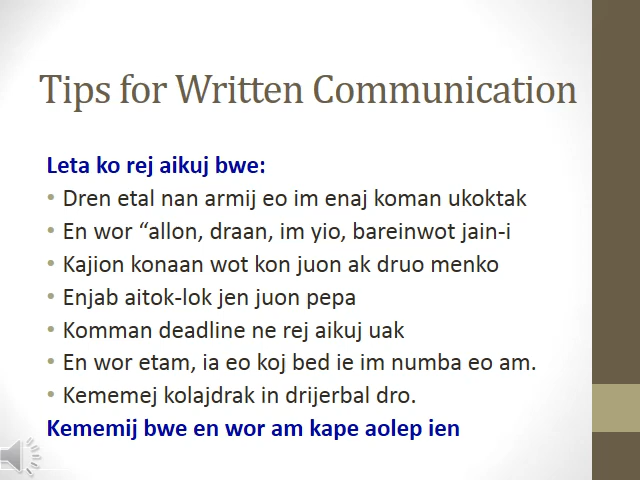 Tips for Written Communication
Leta ko rej aikuj bwe:
• Dren etal nan armij eo im enaj koman ukoktak
• En wor “allon, draan, im yio, bareinwot jain-i
• Kajion konaan wot kon juon ak druo menko
• Enjab aitok-lok jen juon pepa
• Komman deadline ne rej aikuj uak
• En wor etam, ia eo koj bed ie im numba eo am.
• Kememej kolajdrak in drijerbal dro.
Kememij bwe en wor am kape aolep ien